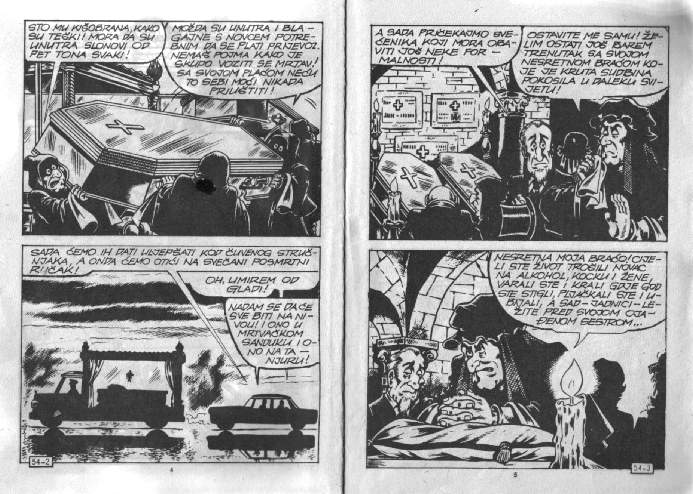 STO MU KIŠOBRANA, KAKO
SU TEŠKI! MORA DA SU
UNUTRA SLONOVI OD
PET TONA SVAKI!
MOŽDA SU UNUTRA I BLA-
GAJNE S NOVCEM POTRE-
BNIM DA SE PLATI PRIJEVOZ.
NEMAŠ POJMA KAKO JE
SKUPO VOZITI SE MRTAV!
SA SVOJOM PLAĆOM NEĆU
TO SEBI MOĆI NIKADA
PRIUŠTITI!
SADA ĆEMO IH DATI ULJEPŠATI KOD ČUVENOG STRUČ-
NJAKA, A ONDA ĆEMO OTIĆI NA SVEČANI POSMRTNI
RUČAK!
OH, UMIREM OD
GLADI!
NADAM SE DA ĆE
SVE BITI NA NI-
VOU! I ONO U
MRTVAČKOM
SANDUKU I O-
NO NA TA-
NJURU!
54-2
4
A SADA PRIČEKAJMO SVE-
ĆENIKA KOJI MORA OBA-
VITI JOŠ NEKE FOR-
MALNOSTI!
OSTAVITE ME SAMU! ŽE-
LIM OSTATI JOŠ BAREM
TRENUTAK SA SVOJOM
NESRETNOM BRAĆOM KO-
JE JE KRUTA SUDBINA
POKOSILA U DALEKU SVI-
JETU!
NESRETNA MOJA BRAĆO! CIJE-
LI STE ŽIVOT TROŠILI NOVAC
NA ALKOHOL, KOCKU I ŽENE,
VARALI STE I KRALI GDJE GOD
STE STIGLI, PLJAČKALI STE I U-
BIJALI, A SAD-JADNICI-LE-
ŽITE PRED SVOJOM OJA-
ĐENOM SESTROM...
54-3
5